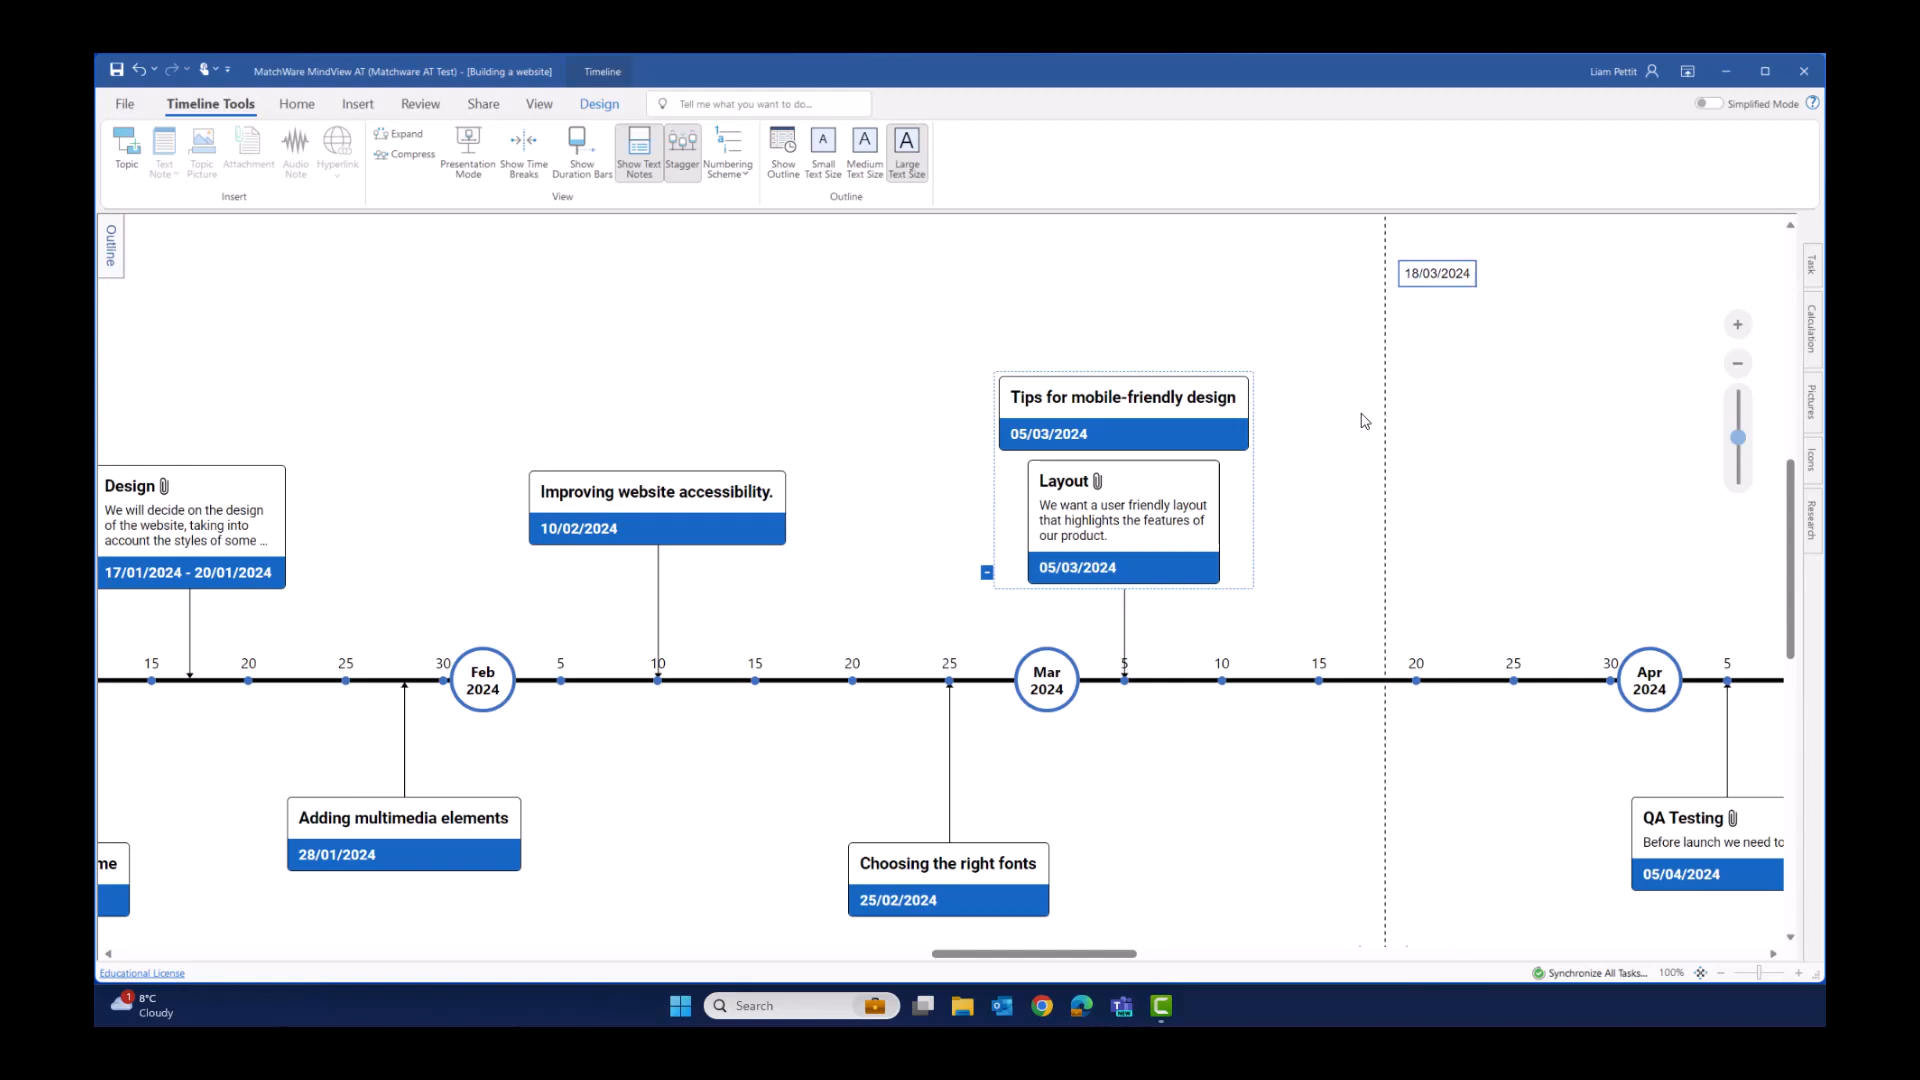 MatchWare MindView AT (Matchware AT Test) - [Building a website]
Timeline
Liam Pettit
File
Timeline Tools
Home
Insert
Review
Share
View
Design
Tell me what you want to do...
Simplified Mode
?
Topic
Text
Note
Topic
Picture
Attachment
Audio
Note
Hyperlink
Insert
Expand
Compress
Presentation
Mode
Show Time
Breaks
Show
Duration Bars
Show Text
Notes
Stagger
Numbering
Scheme
View
Show
Outline
Small
Text Size
Medium
Text Size
Large
Text Size
Outline
Outline
18/03/2024
Task
Calculation
Pictures
Icons
Research
Tips for mobile-friendly design
05/03/2024
Layout
We want a user friendly layout
that highlights the features of
our product.
05/03/2024
Design
We will decide on the design
of the website, taking into
account the styles of some ...
17/01/2024 - 20/01/2024
Improving website accessibility.
10/02/2024
15
20
25
30
Feb
2024
5
10
15
20
25
Mar
2024
5
10
15
20
25
30
Apr
2024
5
me
Adding multimedia elements
28/01/2024
Choosing the right fonts
25/02/2024
QA Testing
Before launch we need to
05/04/2024
Educational License
Synchronize All Tasks...
100%
1
8°C
Cloudy
Search
NEW